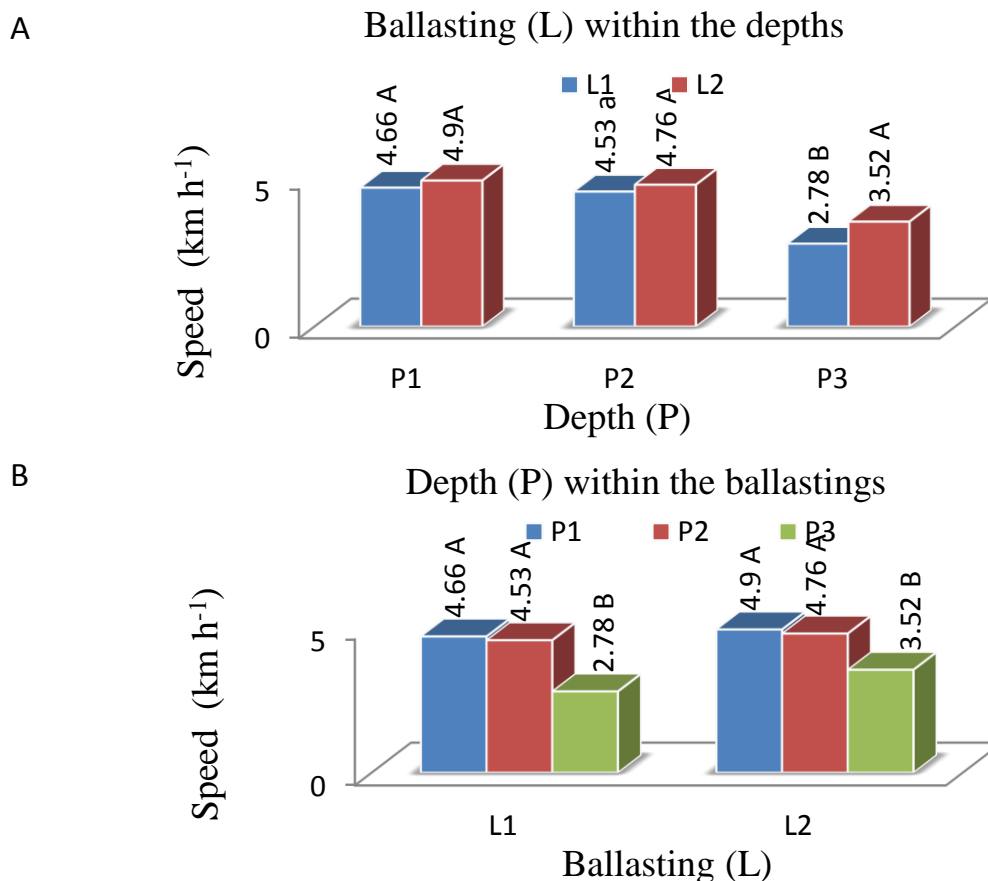 A
Ballasting (L) within the depths
L1 L2
4.66 A 4.9A 4.53 a 4.76 A 2.78 B 3.52 A
Speed (km h-1)
5
0
P1 P2 P3
Depth (P)
B
Depth (P) within the ballastings
P1 P2 P3
4.66 A 4.53 A 2.78 B 4.9 A 4.76 A 3.52 B
Speed (km h-1)
5
0
L1 L2
Ballasting (L)